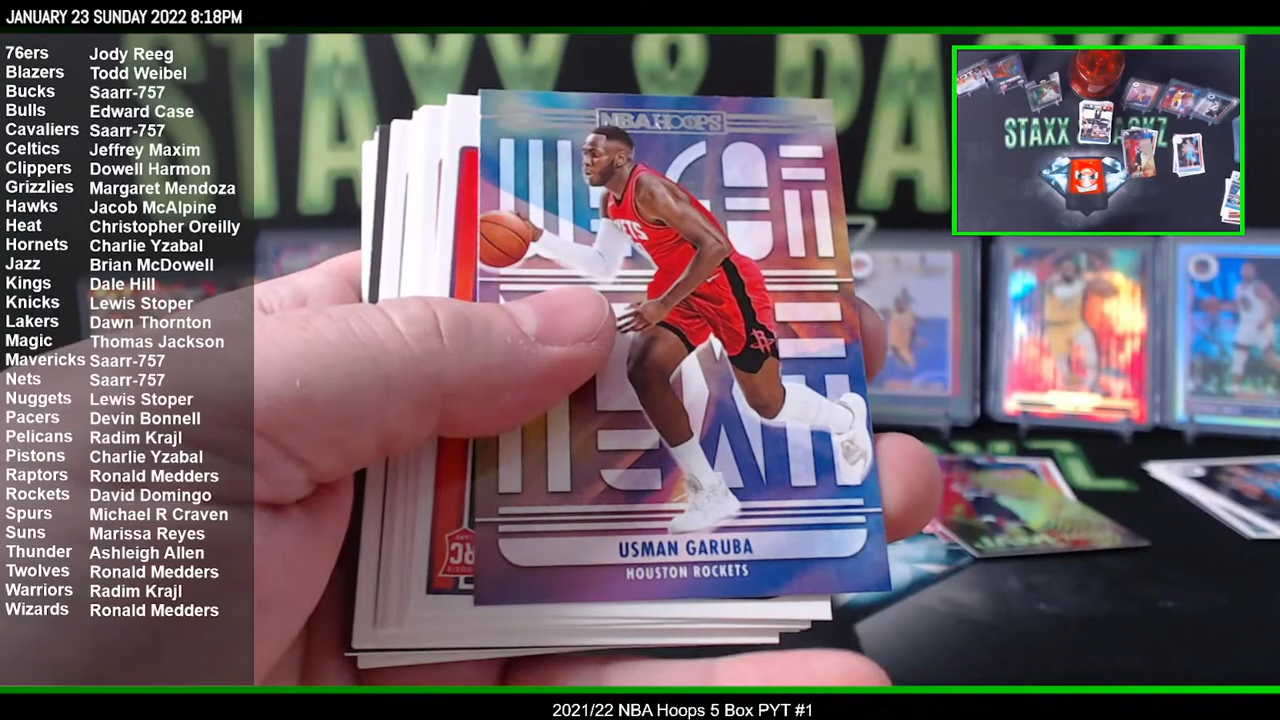 JANUARY 23 SUNDAY 2022 8:18PM
76ers Jody Reeg
Blazers Todd Weibel
Bucks Saarr-757
Bulls Edward Case
Cavaliers Saarr-757
Celtics Jeffrey Maxim
Clippers Dowell Harmon
Grizzlies Margaret Mendoza
Hawks Jacob McAlpine
Heat Christopher Oreilly
Hornets Charlie Yzabal
Jazz Brian McDowell
Kings Dale Hill
Knicks Lewis Stoper
Lakers Dawn Thornton
Magic Thomas Jackson
Mavericks Saarr-757
Nets Saarr-757
Nuggets Lewis Stoper
Pacers Devin Bonnell
Pelicans Radim Krajl
Pistons Charlie Yzabal
Raptors Ronald Medders
Rockets David Domingo
Spurs Michael R Craven
Suns Marissa Reyes
Thunder Ashleigh Allen
Twolves Ronald Medders
Warriors Radim Krajl
Wizards Ronald Medders
STAXX & PACKZ
NBA HOOPS
USMAN GARUBA
HOUSTON ROCKETS
RC
STAXX
2021/22 NBA Hoops 5 Box PYT #1